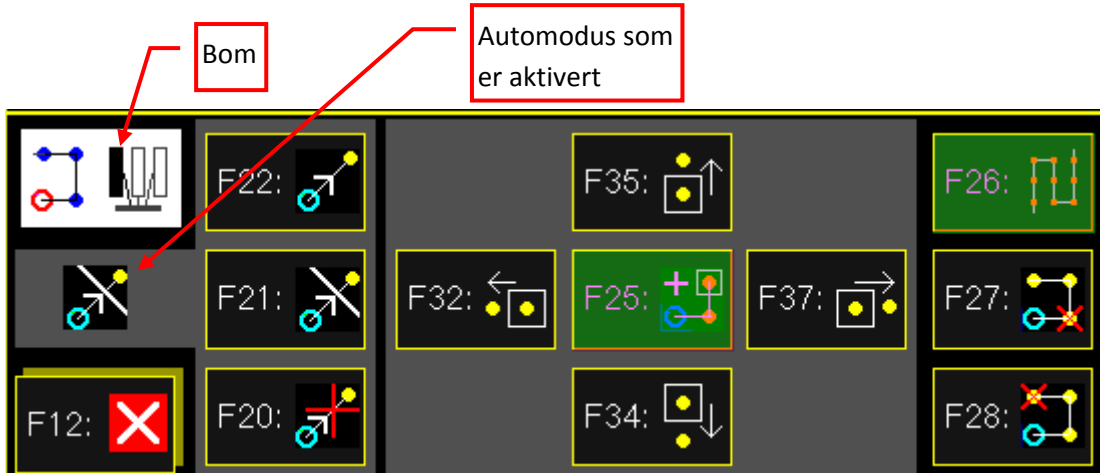 Bom
Automodus som
er aktivert
F22:
F35:
F26:
F21:
F32:
F25:
F37:
F27:
F12:
F20:
F34:
F28: